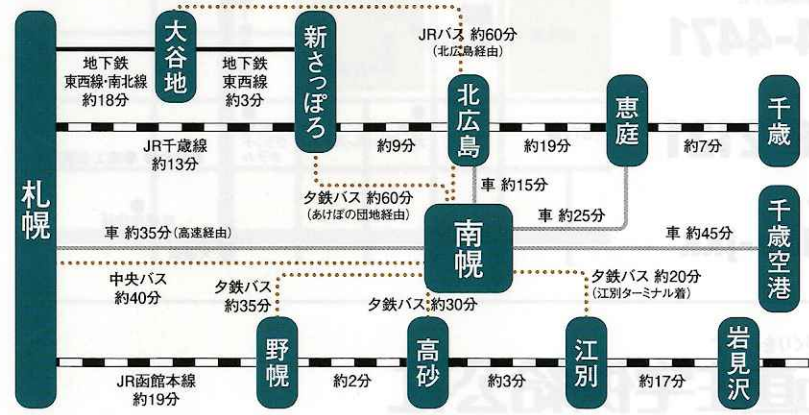 大谷地
新さっぽろ
JRバス 約60分
(北広島経由)
地下鉄
東西線・南北線
約18分
地下鉄
東西線
約3分
北広島
恵庭
千歳
JR千歳線
約13分
約9分
約19分
約7分
札幌
夕鉄バス 約60分
(あけぼの団地経由)
車 約15分
車 約25分
南幌
車 約35分(高速経由)
車 約45分
千歳空港
中央バス
約40分
夕鉄バス
約35分
夕鉄バス 約30分
夕鉄バス 約20分
(江別ターミナル着)
野幌
高砂
江別
岩見沢
JR函館本線
約19分
約2分
約3分
約17分